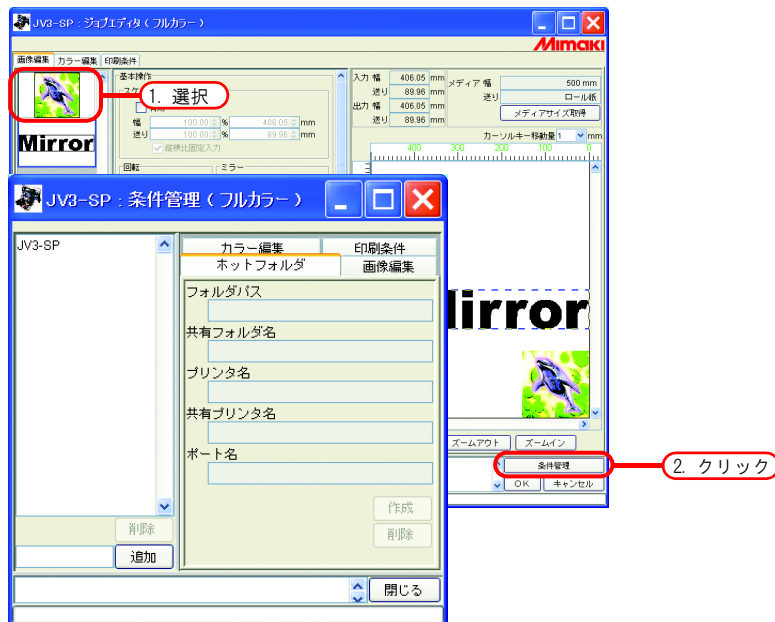 JV3-SP : ジョブエディタ ( フルカラー )
Mimaki
画像編集 カラー編集 印刷条件
基本操作
1. 選択
幅 100.00 % 406.05 mm
送り 100.00 % 89.96 mm
縦横比固定入力
回転 ミラー
Mirror
入力 幅 406.05 mm
送り 89.96 mm
出力 幅 406.05 mm
送り 89.96 mm
メディア 幅 500 mm
送り ロール紙
メディアサイズ取得
カーソルキー移動量 1 mm
400 300 200 100 0
JV3-SP : 条件管理 ( フルカラー )
JV3-SP
カラー編集 印刷条件
ホットフォルダ 画像編集
フォルダパス
共有フォルダ名
プリンタ名
共有プリンタ名
ポート名
作成
削除
削除
追加
閉じる
irror
ズームアウト ズームイン
条件管理
2. クリック
OK キャンセル